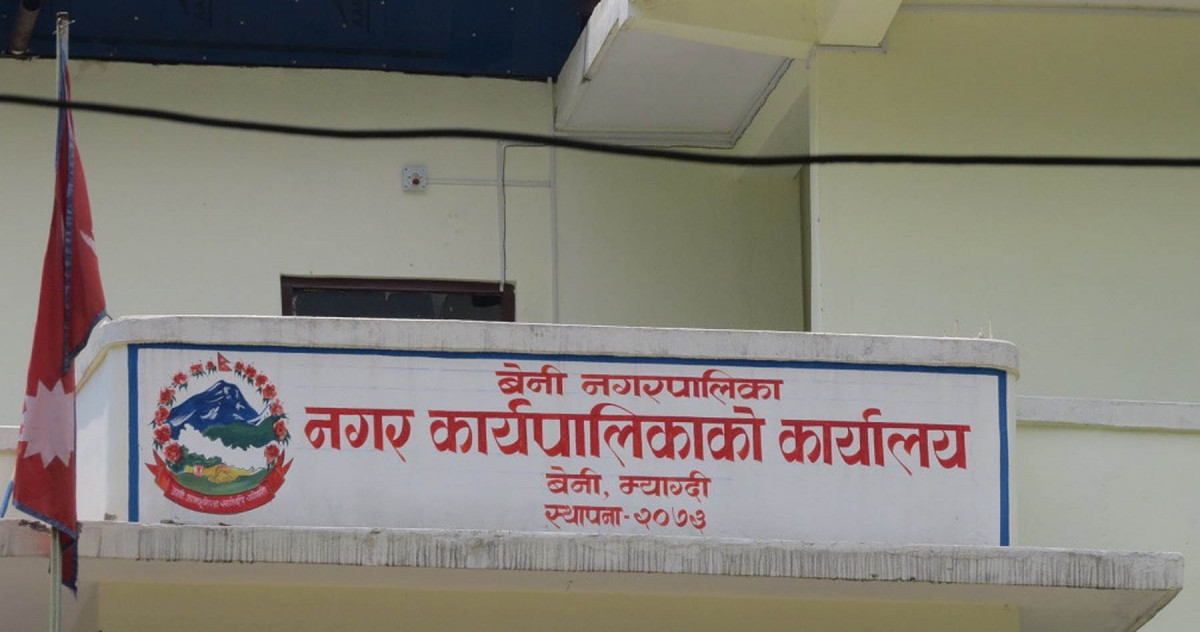 बेनी नगरपालिका
नगर कार्यपालिकाको कार्यालय
बेनी, म्याग्दी
स्थापना-२०७३